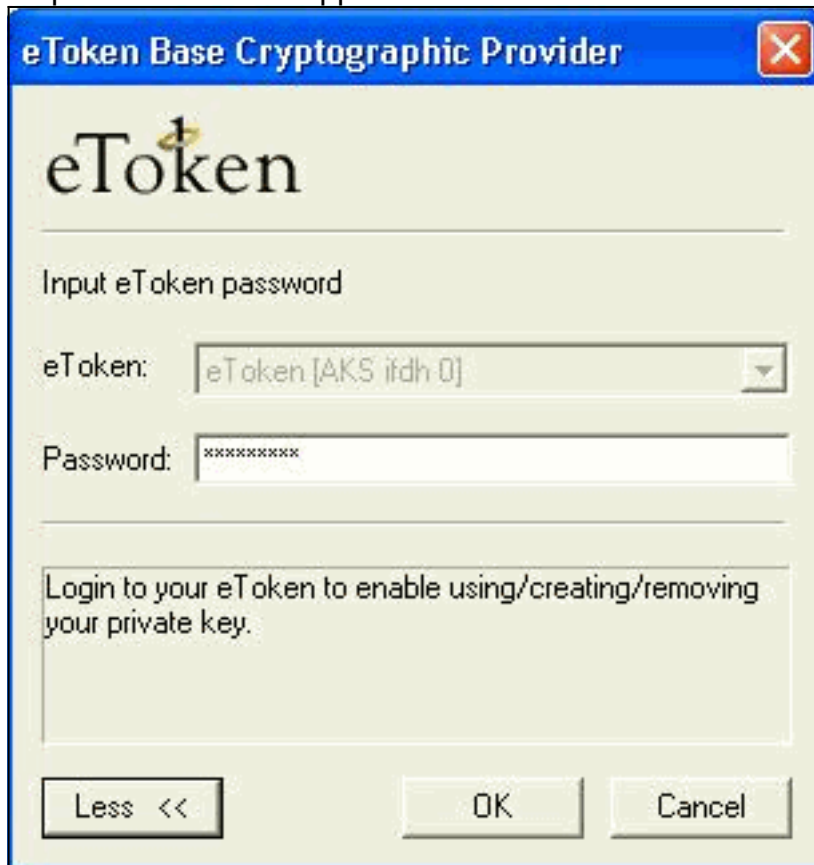 eToken Base Cryptographic Provider
eToken
Input eToken password
eToken: eToken [AKS ifdh 0]
Password: *********
Login to your eToken to enable using/creating/removing
your private key.
Less << OK Cancel